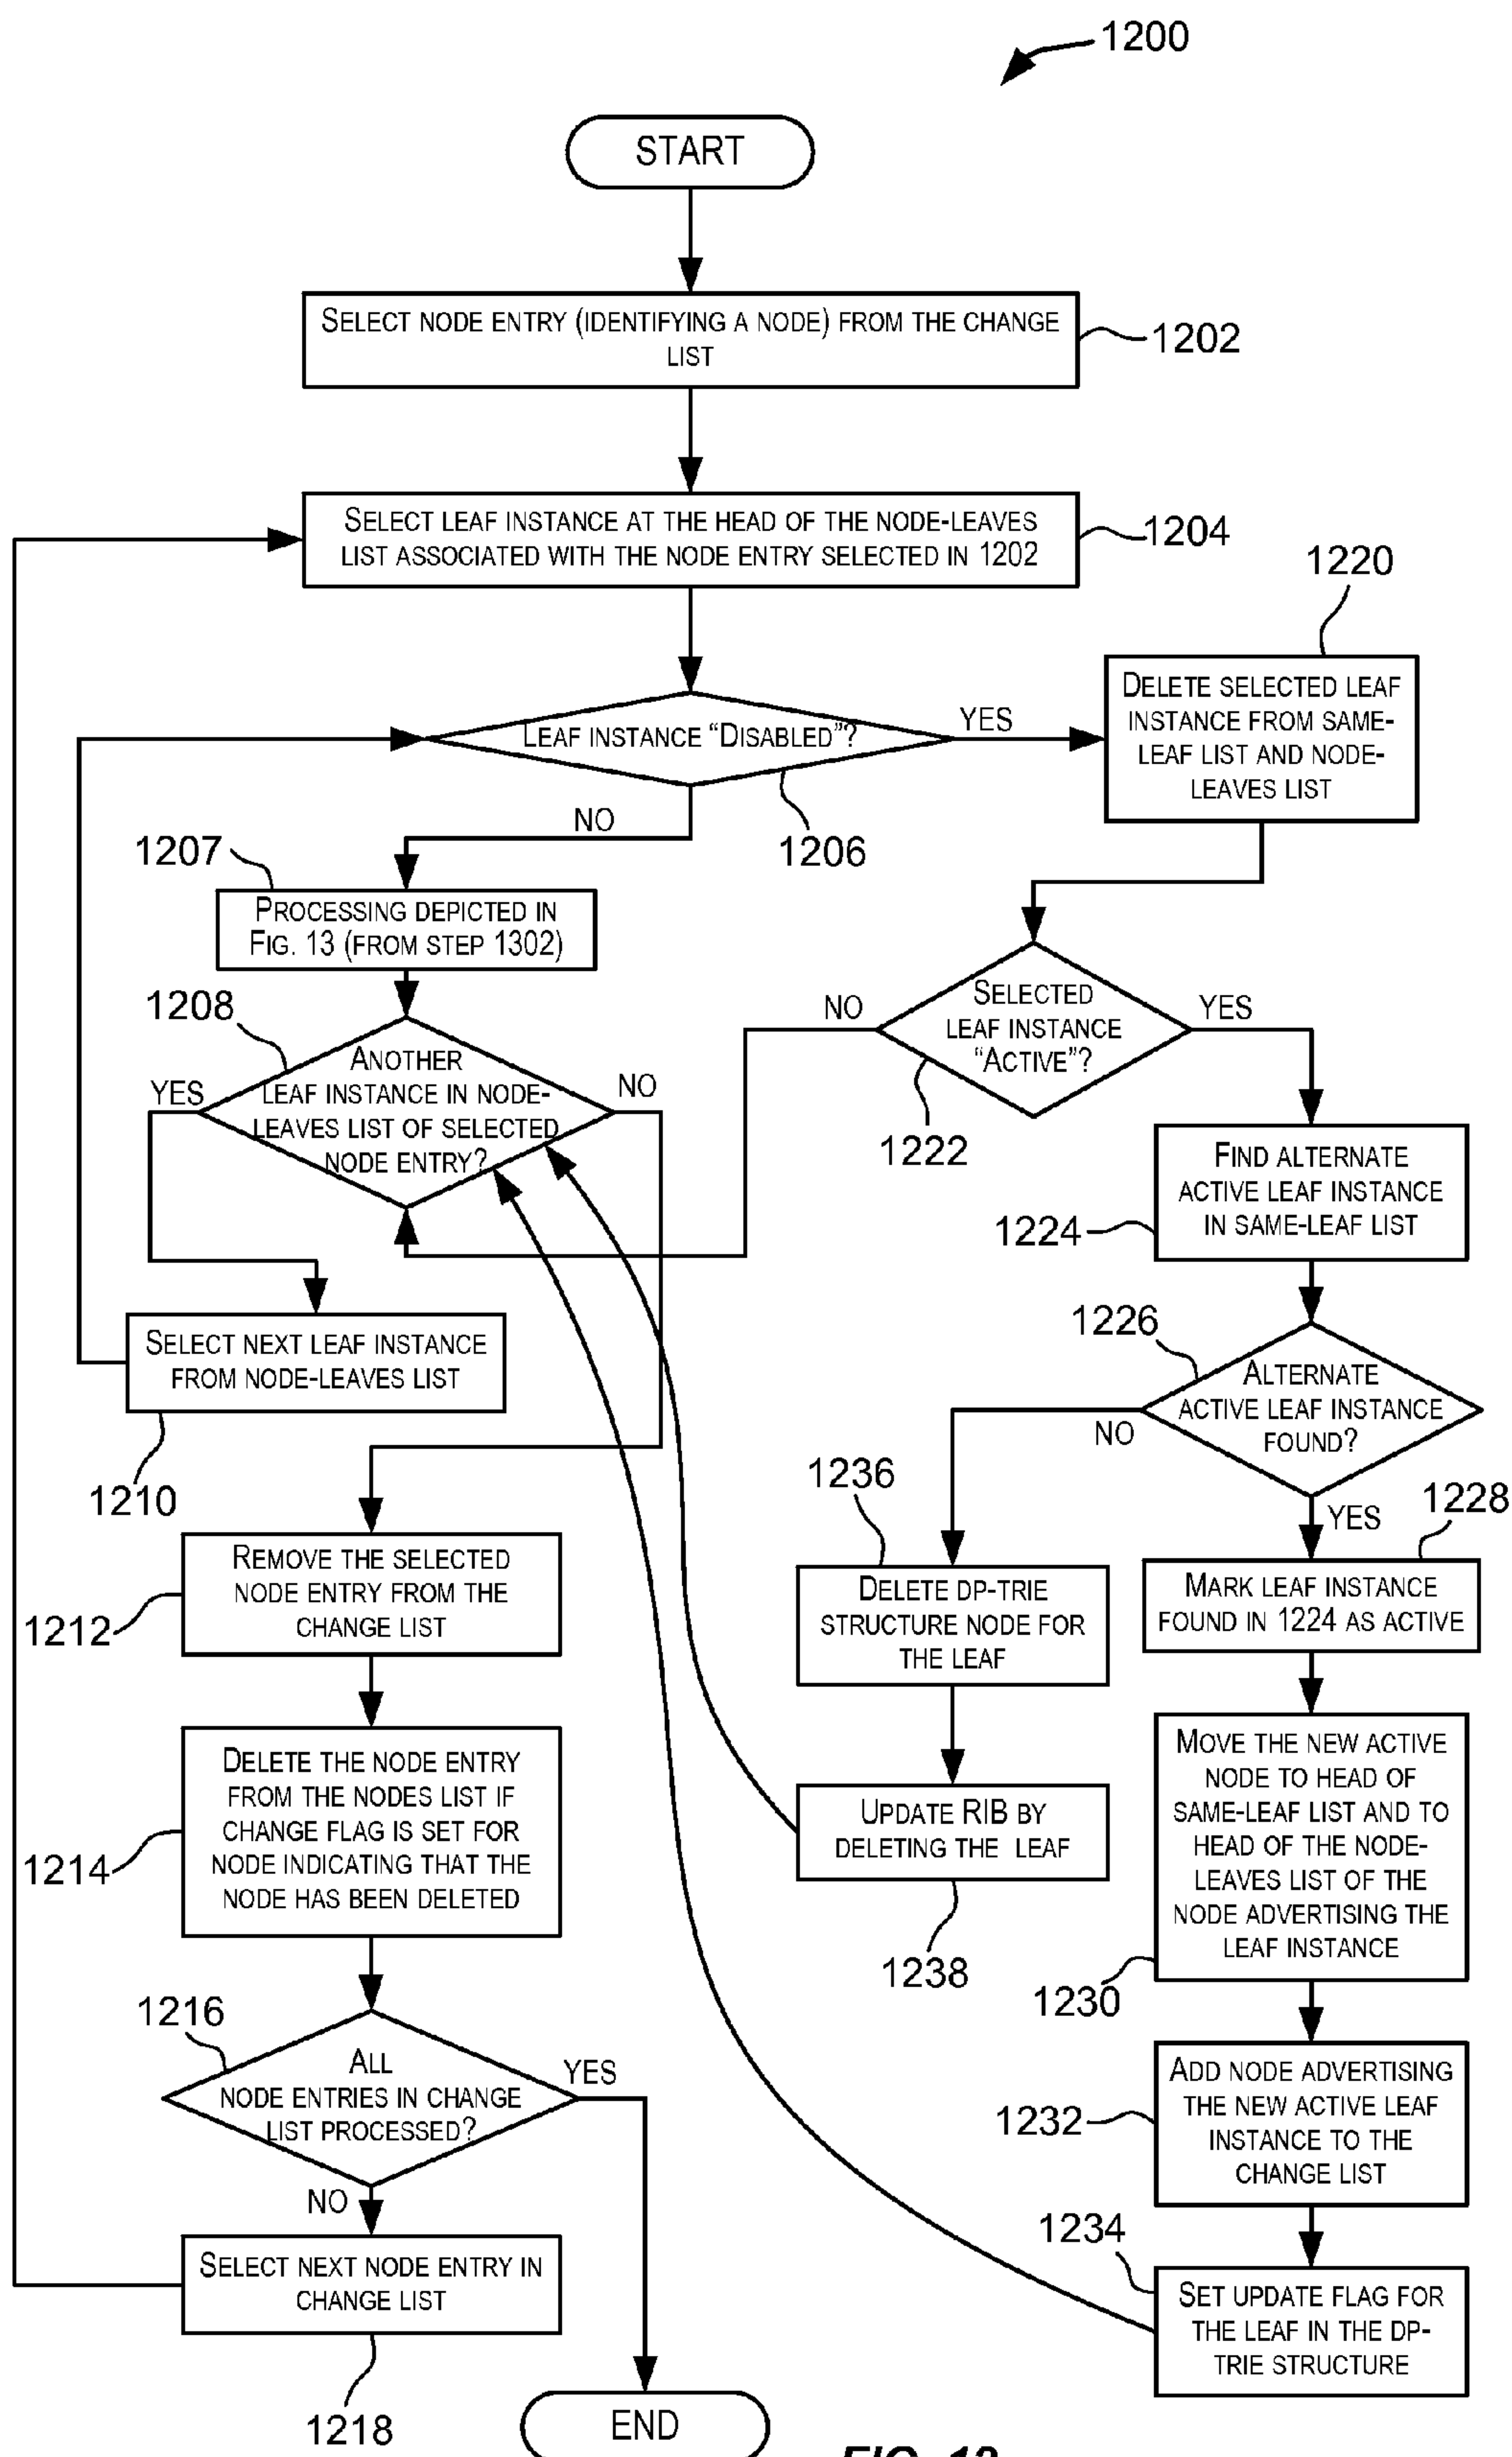 1200
START
SELECT NODE ENTRY (IDENTIFYING A NODE) FROM THE CHANGE
LIST
1202
SELECT LEAF INSTANCE AT THE HEAD OF THE NODE-LEAVES
LIST ASSOCIATED WITH THE NODE ENTRY SELECTED IN 1202
1204
1220
DELETE SELECTED LEAF
INSTANCE FROM SAME-
LEAF LIST AND NODE-
LEAVES LIST
LEAF INSTANCE “DISABLED”?
YES
NO
1206
1207
PROCESSING DEPICTED IN
FIG. 13 (FROM STEP 1302)
1208
ANOTHER
LEAF INSTANCE IN NODE-
LEAVES LIST OF SELECTED
NODE ENTRY?
YES
NO
SELECTED
LEAF INSTANCE
“ACTIVE”?
NO
YES
1222
FIND ALTERNATE
ACTIVE LEAF INSTANCE
IN SAME-LEAF LIST
1224
SELECT NEXT LEAF INSTANCE
FROM NODE-LEAVES LIST
1210
1226
ALTERNATE
ACTIVE LEAF INSTANCE
FOUND?
NO
YES
1228
MARK LEAF INSTANCE
FOUND IN 1224 AS ACTIVE
1236
DELETE DP-TRIE
STRUCTURE NODE FOR
THE LEAF
REMOVE THE SELECTED
NODE ENTRY FROM THE
CHANGE LIST
1212
DELETE THE NODE ENTRY
FROM THE NODES LIST IF
CHANGE FLAG IS SET FOR
NODE INDICATING THAT THE
NODE HAS BEEN DELETED
1214
UPDATE RIB BY
DELETING THE LEAF
1238
MOVE THE NEW ACTIVE
NODE TO HEAD OF
SAME-LEAF LIST AND TO
HEAD OF THE NODE-
LEAVES LIST OF THE
NODE ADVERTISING THE
LEAF INSTANCE
1230
1216
ALL
NODE ENTRIES IN CHANGE
LIST PROCESSED?
YES
NO
ADD NODE ADVERTISING
THE NEW ACTIVE LEAF
INSTANCE TO THE
CHANGE LIST
1232
1234
SET UPDATE FLAG FOR
THE LEAF IN THE DP-
TRIE STRUCTURE
SELECT NEXT NODE ENTRY IN
CHANGE LIST
1218
END